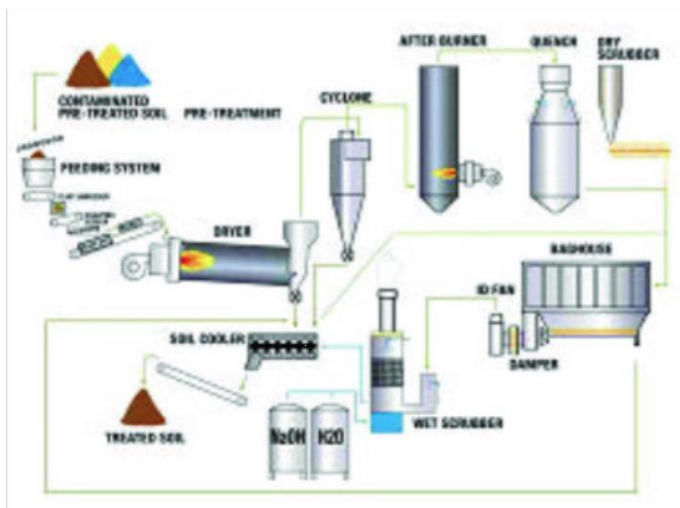 AFTER BURNER
QUENCH
DRY
SCRUBBER
CONTAMINATED
PRE-TREATED SOIL
PRE-TREATMENT
CYCLONE
FEEDING SYSTEM
DRYER
BAGHOUSE
ID FAN
SOIL COOLER
DAMPER
TREATED SOIL
NaOH
H2O
WET SCRUBBER